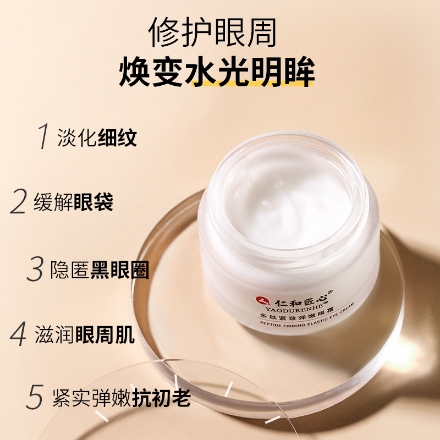 修护眼周
焕变水光明眸
1 淡化细纹
2 缓解眼袋
3 隐匿黑眼圈
4 滋润眼周肌
5 紧实弹嫩抗初老
仁和匠心
YAODURENHE
多肽紧致弹嫩眼霜
PEPTIDE FIRMING ELASTIC EYE CREAM